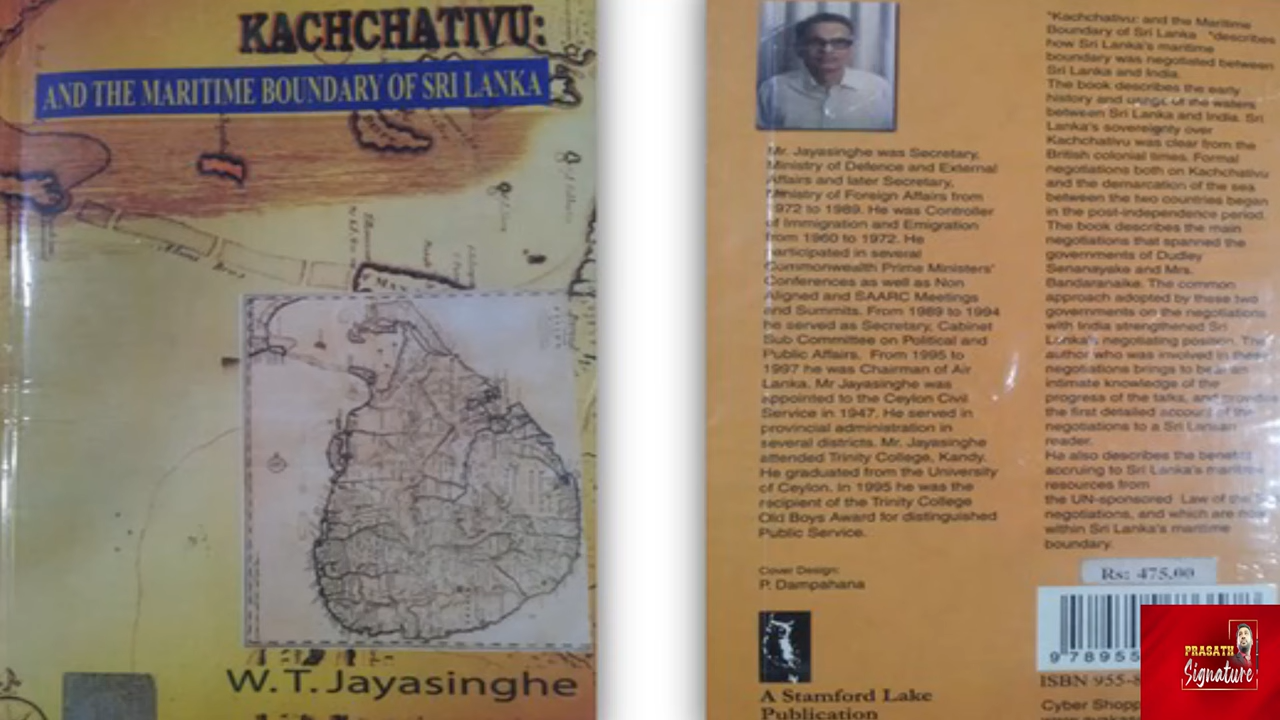 KACHCHATIVU:
AND THE MARITIME BOUNDARY OF SRI LANKA
W.T. Jayasinghe
Mr. Jayasinghe was Secretary,
Ministry of Defence and External
Affairs and later Secretary,
Ministry of Foreign Affairs from
1972 to 1989. He was Controller
of Immigration and Emigration
from 1960 to 1972. He
participated in several
Commonwealth Prime Ministers'
Conferences as well as Non
Aligned and SAARC Meetings
and Summits. From 1989 to 1994
he served as Secretary, Cabinet
Sub Committee on Political and
Public Affairs. From 1995 to
1997 he was Chairman of Air
Lanka. Mr Jayasinghe was
appointed to the Ceylon Civil
Service in 1947. He served in
provincial administration in
several districts. Mr. Jayasinghe
attended Trinity College, Kandy.
He graduated from the University
of Ceylon. In 1995 he was the
recipient of the Trinity College
Old Boys Award for distinguished
Public Service.
Cover Design:
P. Dampahana
A Stamford Lake
Publication
"Kachchativu: and the Maritime
Boundary of Sri Lanka "describes
how Sri Lanka's maritime
boundary was negotiated between
Sri Lanka and India.
The book describes the early
history and usage of the waters
between Sri Lanka and India. Sri
Lanka's sovereignty over
Kachchativu was clear from the
British colonial times. Formal
negotiations both on Kachchativu
and the demarcation of the sea
between the two countries began
in the post-independence period.
The book describes the main
negotiations that spanned the
governments of Dudley
Senanayake and Mrs.
Bandaranaike. The common
approach adopted by these two
governments on the negotiations
with India strengthened Sri
Lanka's negotiating position. The
author who was involved in these
negotiations brings to bear an
intimate knowledge of the
progress of the talks, and provides
the first detailed account of the
negotiations to a Sri Lankan
reader.
He also describes the benefits
accruing to Sri Lanka's maritime
resources from
the UN-sponsored Law of the
negotiations, and which are now
within Sri Lanka's maritime
boundary.
Rs: 475.00
9 78955
ISBN 955-8
Cyber Shopp
PRASATH
Signature